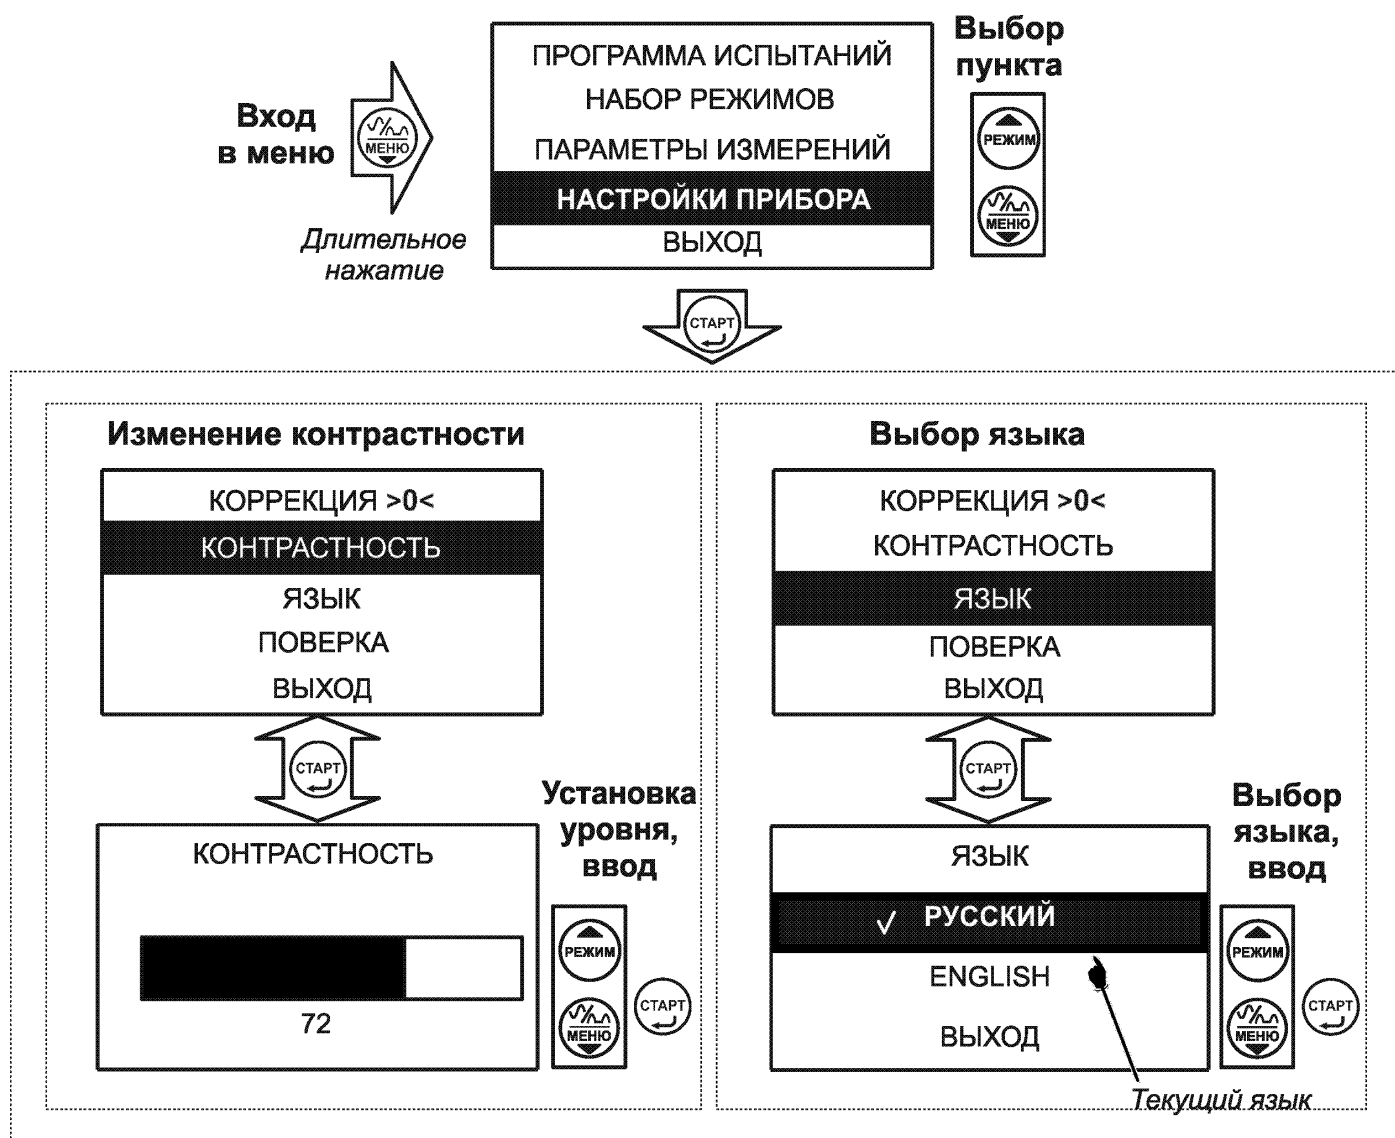 Выбор
пункта
ПРОГРАММА ИСПЫТАНИЙ
НАБОР РЕЖИМОВ
ПАРАМЕТРЫ ИЗМЕРЕНИЙ
НАСТРОЙКИ ПРИБОРА
ВЫХОД
Вход
в меню
МЕНЮ
Длительное
нажатие
РЕЖИМ
МЕНЮ
СТАРТ
Изменение контрастности
КОРРЕКЦИЯ >0<
КОНТРАСТНОСТЬ
ЯЗЫК
ПОВЕРКА
ВЫХОД
СТАРТ
Установка
уровня,
ввод
КОНТРАСТНОСТЬ
72
РЕЖИМ
МЕНЮ
СТАРТ
Выбор языка
КОРРЕКЦИЯ >0<
КОНТРАСТНОСТЬ
ЯЗЫК
ПОВЕРКА
ВЫХОД
СТАРТ
Выбор
языка,
ввод
ЯЗЫК
√ РУССКИЙ
ENGLISH
ВЫХОД
РЕЖИМ
МЕНЮ
СТАРТ
Текущий язык